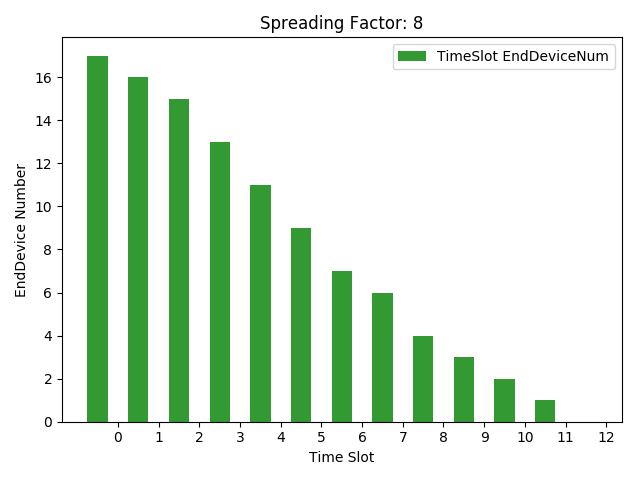 Spreading Factor: 8
TimeSlot EndDeviceNum
EndDevice Number
16
14
12
10
8
6
4
2
0
0 1 2 3 4 5 6 7 8 9 10 11 12
Time Slot